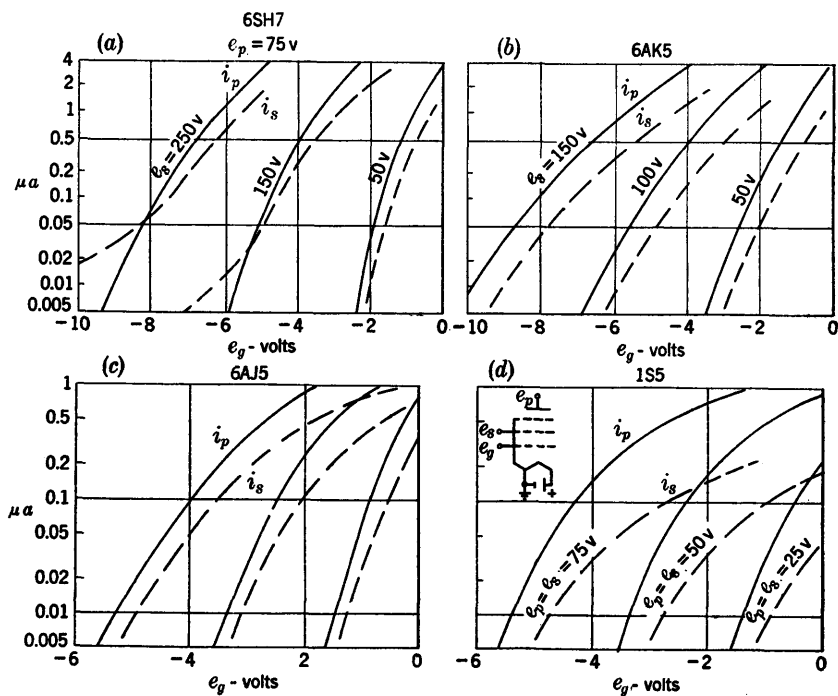 6SH7
(a)
e_p = 75 v
(b)
6AK5
4
2
1
0.5
0.2
0.1
0.05
0.02
0.01
0.005
μa
i_p
i_s
e_s = 250 v
150 v
50 v
i_p
i_s
e_s = 150 v
100 v
50 v
-10
-8
-6
-4
-2
0
-10
-8
-6
-4
-2
0
e_g - volts
e_g - volts
(c)
6AJ5
(d)
1S5
1
0.5
0.1
0.05
0.02
0.01
0.005
μa
i_p
i_s
e_p
e_s
e_g
+
i_p
i_s
e_p = e_s = 75 v
e_p = e_s = 50 v
e_p = e_s = 25 v
-6
-4
-2
0
-6
-4
-2
0
e_g - volts
e_g - volts